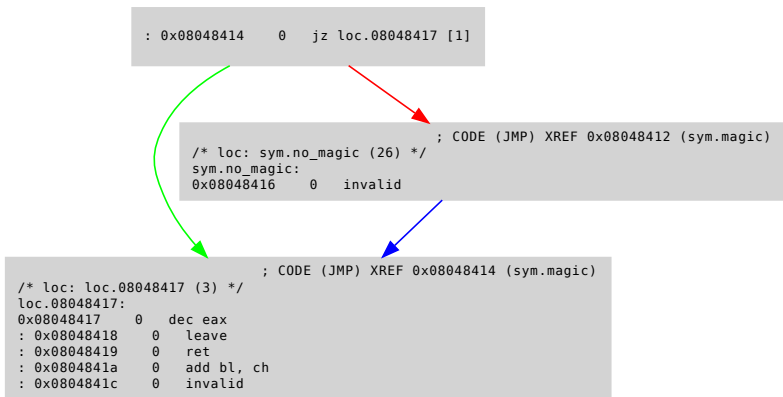 : 0x08048414    0   jz loc.08048417 [1]
; CODE (JMP) XREF 0x08048412 (sym.magic)
/* loc: sym.no_magic (26) */
sym.no_magic:
0x08048416    0   invalid
; CODE (JMP) XREF 0x08048414 (sym.magic)
/* loc: loc.08048417 (3) */
loc.08048417:
0x08048417    0   dec eax
: 0x08048418    0   leave
: 0x08048419    0   ret
: 0x0804841a    0   add bl, ch
: 0x0804841c    0   invalid